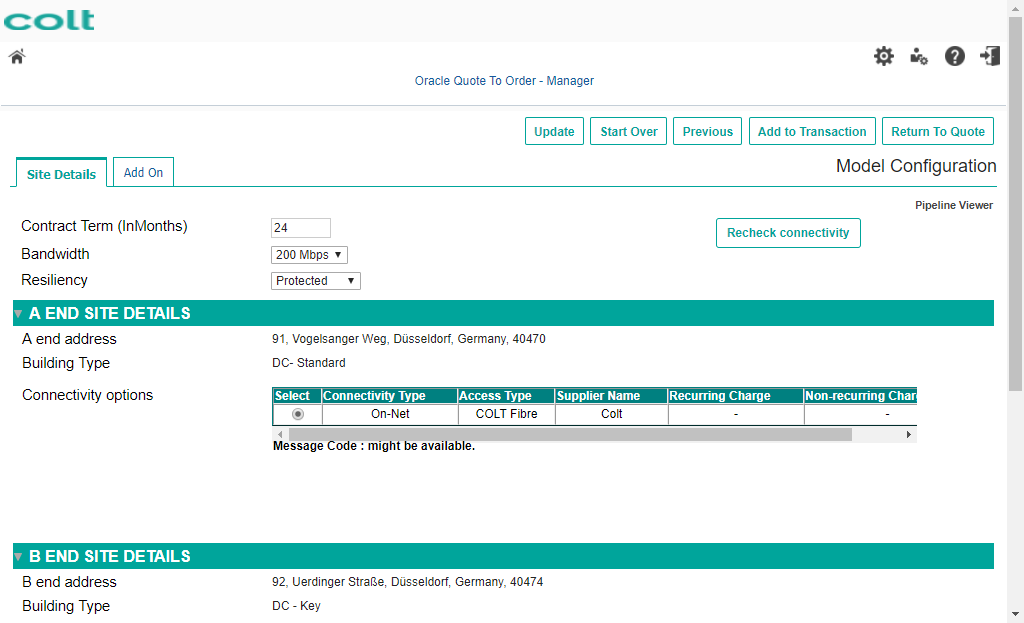 colt
Oracle Quote To Order - Manager
Update Start Over Previous Add to Transaction Return To Quote
Site Details Add On Model Configuration
Pipeline Viewer
Contract Term (InMonths) 24 Recheck connectivity
Bandwidth 200 Mbps
Resiliency Protected
A END SITE DETAILS
A end address 91, Vogelsanger Weg, Düsseldorf, Germany, 40470
Building Type DC- Standard
Connectivity options
Select Connectivity Type Access Type Supplier Name Recurring Charge Non-recurring Char
On-Net COLT Fibre Colt - -
Message Code : might be available.
B END SITE DETAILS
B end address 92, Uerdinger Straße, Düsseldorf, Germany, 40474
Building Type DC - Key